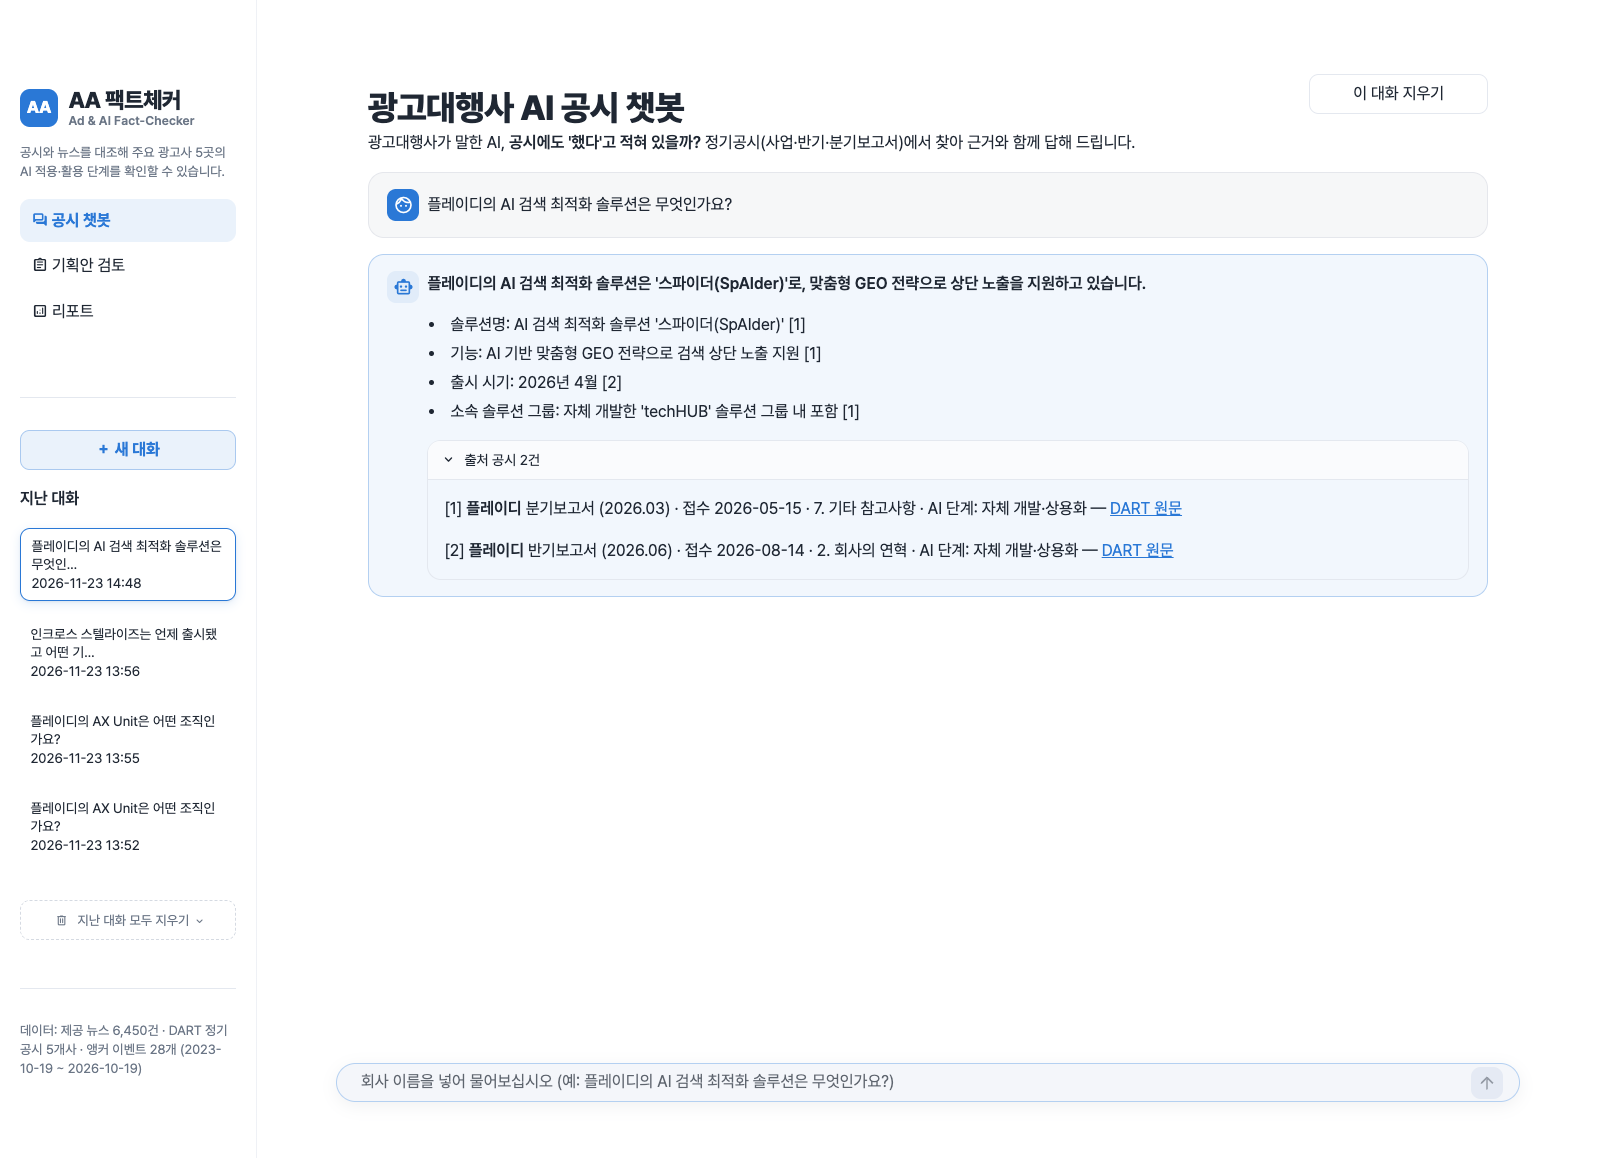 AA
AA 팩트체커
Ad & AI Fact-Checker
공시와 뉴스를 대조해 주요 광고사 5곳의
AI 적용·활용 단계를 확인할 수 있습니다.
공시 챗봇
기획안 검토
리포트
+ 새 대화
지난 대화
플레이디의 AI 검색 최적화 솔루션은
무엇인...
2026-11-23 14:48
인크로스 스텔라이즈는 언제 출시됐
고 어떤 기...
2026-11-23 13:56
플레이디의 AX Unit은 어떤 조직인
가요?
2026-11-23 13:55
플레이디의 AX Unit은 어떤 조직인
가요?
2026-11-23 13:52
지난 대화 모두 지우기
데이터: 제공 뉴스 6,450건 · DART 정기
공시 5개사 · 앵커 이벤트 28개 (2023-
10-19 ~ 2026-10-19)
이 대화 지우기
광고대행사 AI 공시 챗봇
광고대행사가 말한 AI, 공시에도 '했다'고 적혀 있을까? 정기공시(사업·반기·분기보고서)에서 찾아 근거와 함께 답해 드립니다.
플레이디의 AI 검색 최적화 솔루션은 무엇인가요?
플레이디의 AI 검색 최적화 솔루션은 '스파이더(SpAIder)'로, 맞춤형 GEO 전략으로 상단 노출을 지원하고 있습니다.
• 솔루션명: AI 검색 최적화 솔루션 '스파이더(SpAIder)' [1]
• 기능: AI 기반 맞춤형 GEO 전략으로 검색 상단 노출 지원 [1]
• 출시 시기: 2026년 4월 [2]
• 소속 솔루션 그룹: 자체 개발한 'techHUB' 솔루션 그룹 내 포함 [1]
출처 공시 2건
[1] 플레이디 분기보고서 (2026.03) · 접수 2026-05-15 · 7. 기타 참고사항 · AI 단계: 자체 개발·상용화 — DART 원문
[2] 플레이디 반기보고서 (2026.06) · 접수 2026-08-14 · 2. 회사의 연혁 · AI 단계: 자체 개발·상용화 — DART 원문
회사 이름을 넣어 물어보십시오 (예: 플레이디의 AI 검색 최적화 솔루션은 무엇인가요?)